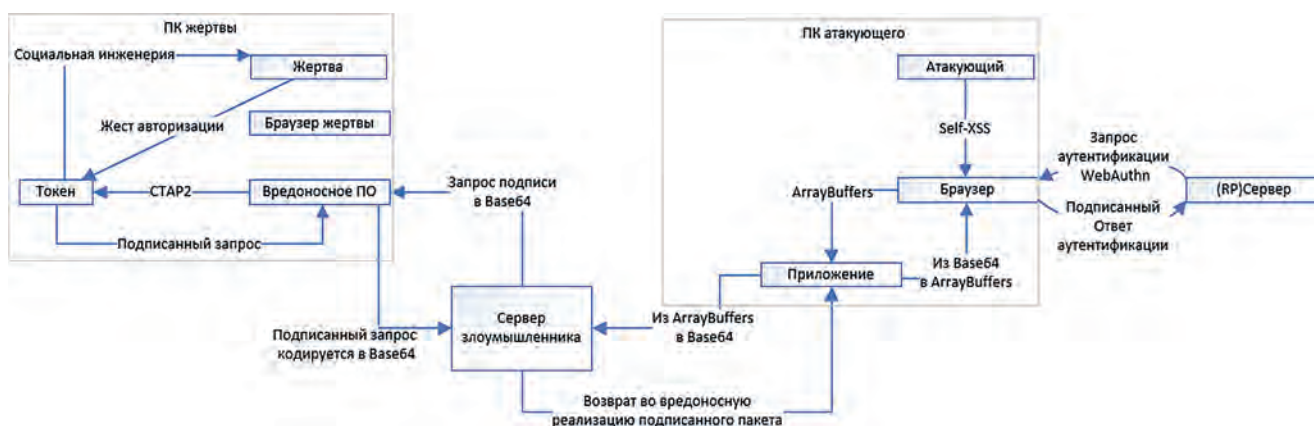 ПК жертвы
Социальная инженерия
Жертва
Жест авторизации
Браузер жертвы
Токен
CTAP2
Вредоносное ПО
Подписанный запрос
Запрос подписи
в Base64
Подписанный запрос
кодируется в Base64
Сервер
злоумышленника
Из ArrayBuffers
в Base64
Возврат во вредоносную
реализацию подписанного пакета
ПК атакующего
Атакующий
Self-XSS
ArrayBuffers
Браузер
Приложение
Из Base64
в ArrayBuffers
Запрос
аутентификации
WebAuthn
(RP)Сервер
Подписанный
Ответ
аутентификации